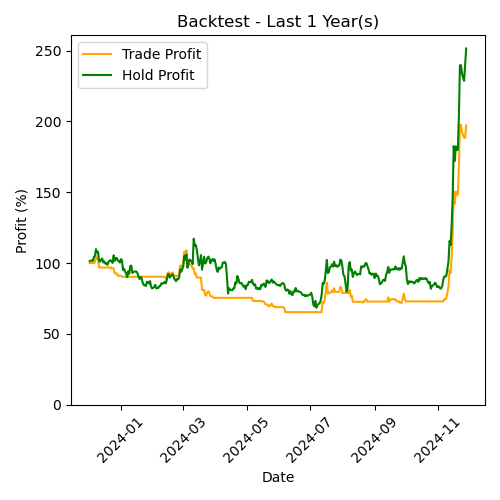 Backtest - Last 1 Year(s)
Trade Profit
Hold Profit
Profit (%)
250
200
150
100
50
0
2024-01
2024-03
2024-05
2024-07
2024-09
2024-11
Date